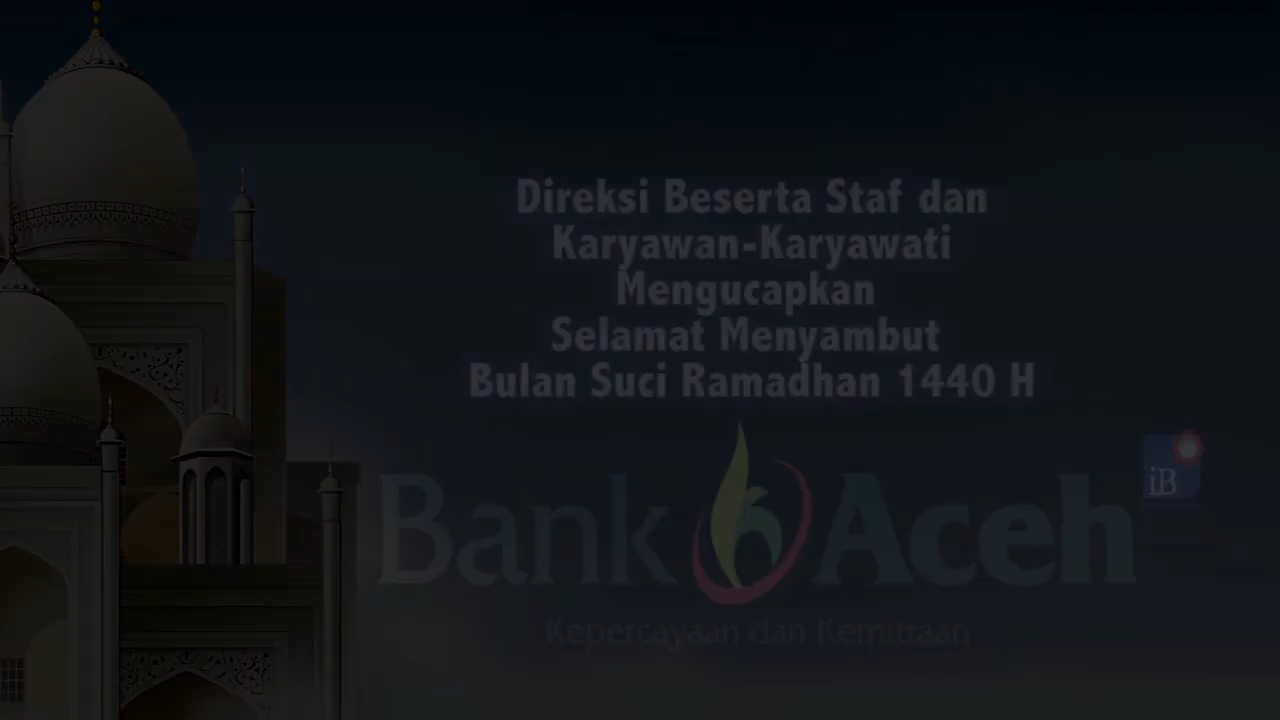 Direksi Beserta Staf dan
Karyawan-Karyawati
Mengucapkan
Selamat Menyambut
Bulan Suci Ramadhan 1440 H
Bank Aceh iB
Kepercayaan dan Kemitraan